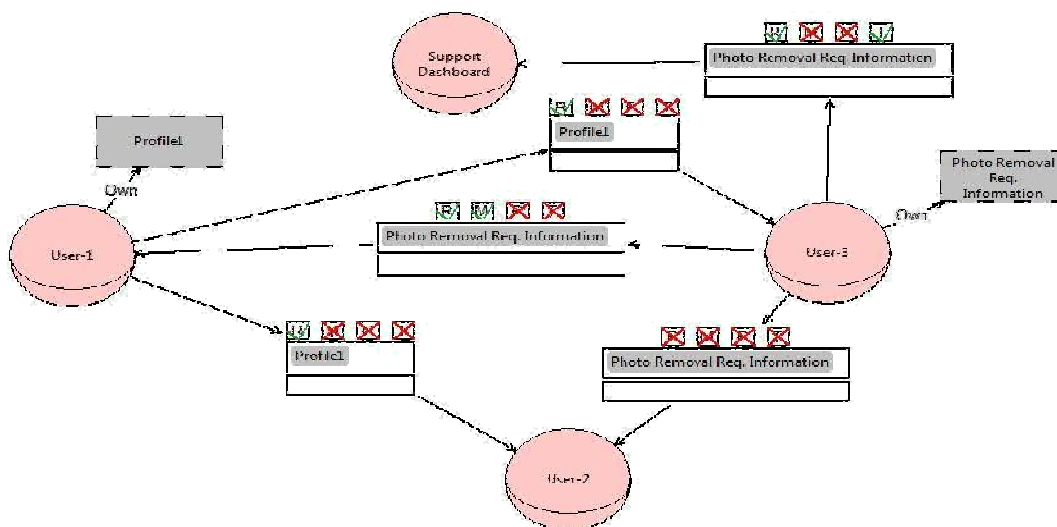 Support
Dashboard
Photo Removal Req. Information
Profile1
Profile1
Own
Photo Removal
Req.
Information
Own
R M
Photo Removal Req. Information
User-1
User-3
Profile1
Photo Removal Req. Information
User-2